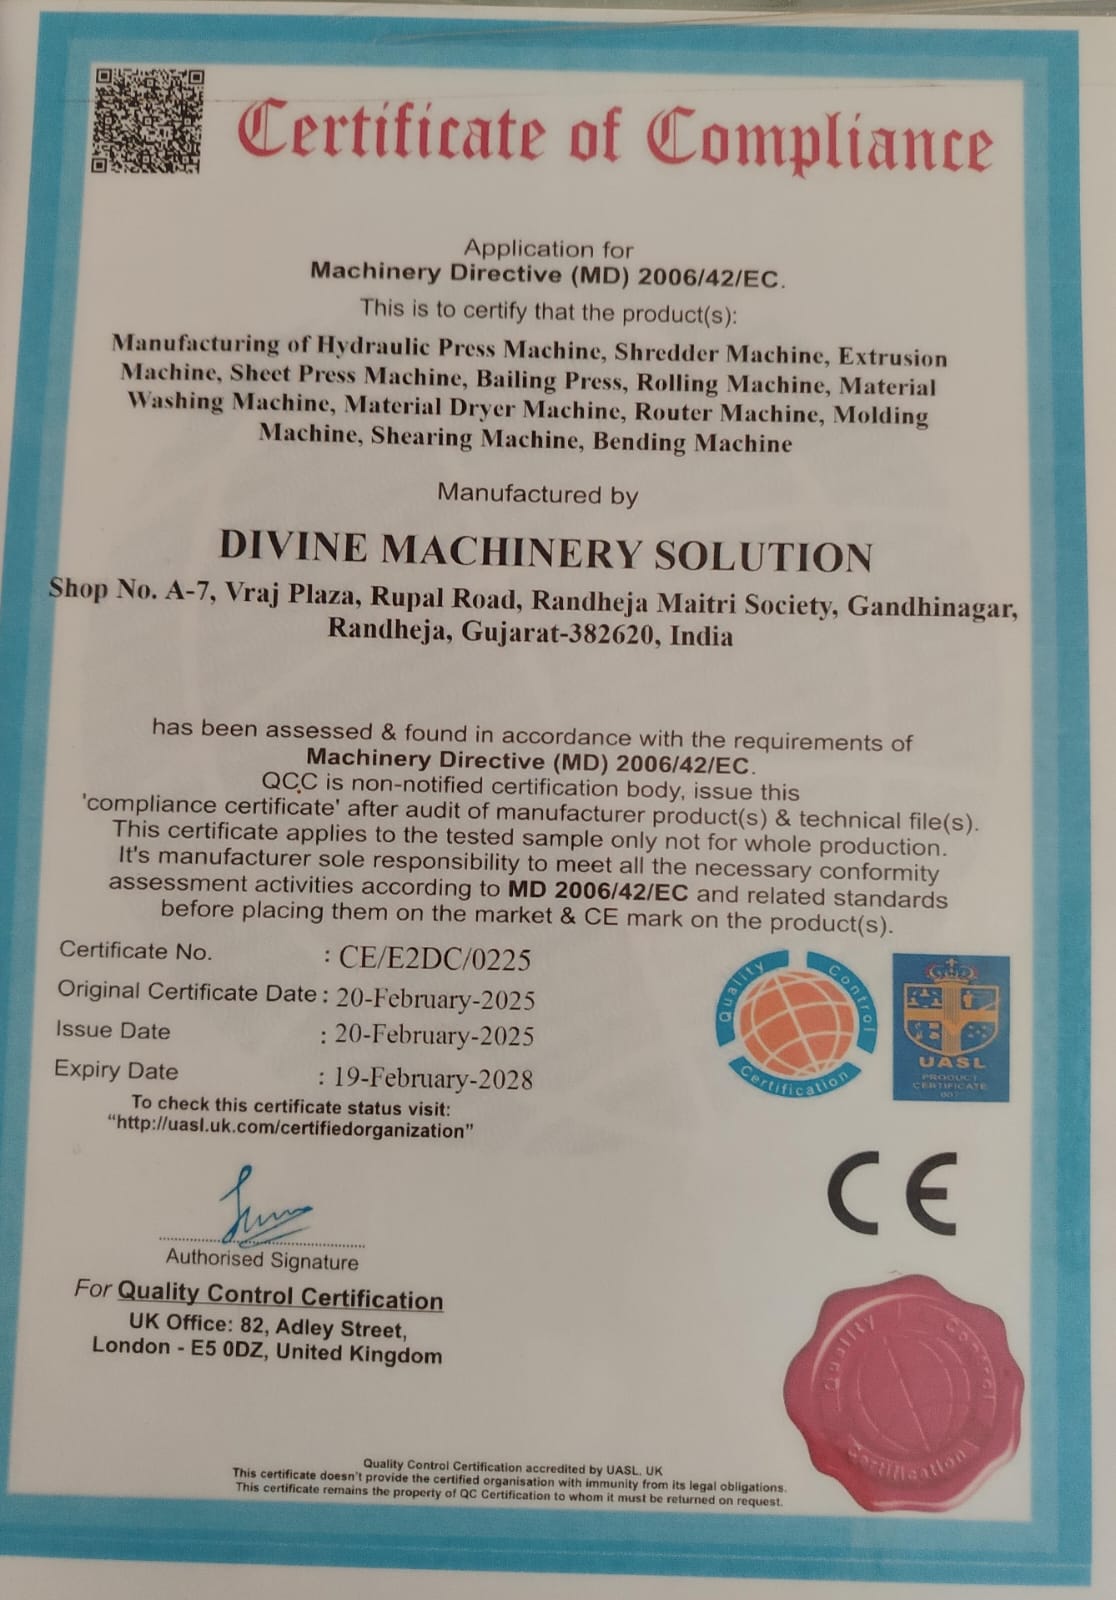 Certificate of Compliance
Application for
Machinery Directive (MD) 2006/42/EC.
This is to certify that the product(s):
Manufacturing of Hydraulic Press Machine, Shredder Machine, Extrusion
Machine, Sheet Press Machine, Bailing Press, Rolling Machine, Material
Washing Machine, Material Dryer Machine, Router Machine, Molding
Machine, Shearing Machine, Bending Machine
Manufactured by
DIVINE MACHINERY SOLUTION
Shop No. A-7, Vraj Plaza, Rupal Road, Randheja Maitri Society, Gandhinagar,
Randheja, Gujarat-382620, India
has been assessed & found in accordance with the requirements of
Machinery Directive (MD) 2006/42/EC.
QCC is non-notified certification body, issue this
'compliance certificate' after audit of manufacturer product(s) & technical file(s).
This certificate applies to the tested sample only not for whole production.
It's manufacturer sole responsibility to meet all the necessary conformity
assessment activities according to MD 2006/42/EC and related standards
before placing them on the market & CE mark on the product(s).
Certificate No. : CE/E2DC/0225
Original Certificate Date : 20-February-2025
Issue Date : 20-February-2025
Expiry Date : 19-February-2028
To check this certificate status visit:
“http://uasl.uk.com/certifiedorganization”
Quality Control Certification
UASL
PRODUCT
CERTIFICATE
CE
Authorised Signature
For Quality Control Certification
UK Office: 82, Adley Street,
London - E5 0DZ, United Kingdom
Quality Control Certification
Quality Control Certification accredited by UASL, UK
This certificate doesn't provide the certified organisation with immunity from its legal obligations.
This certificate remains the property of QC Certification to whom it must be returned on request.